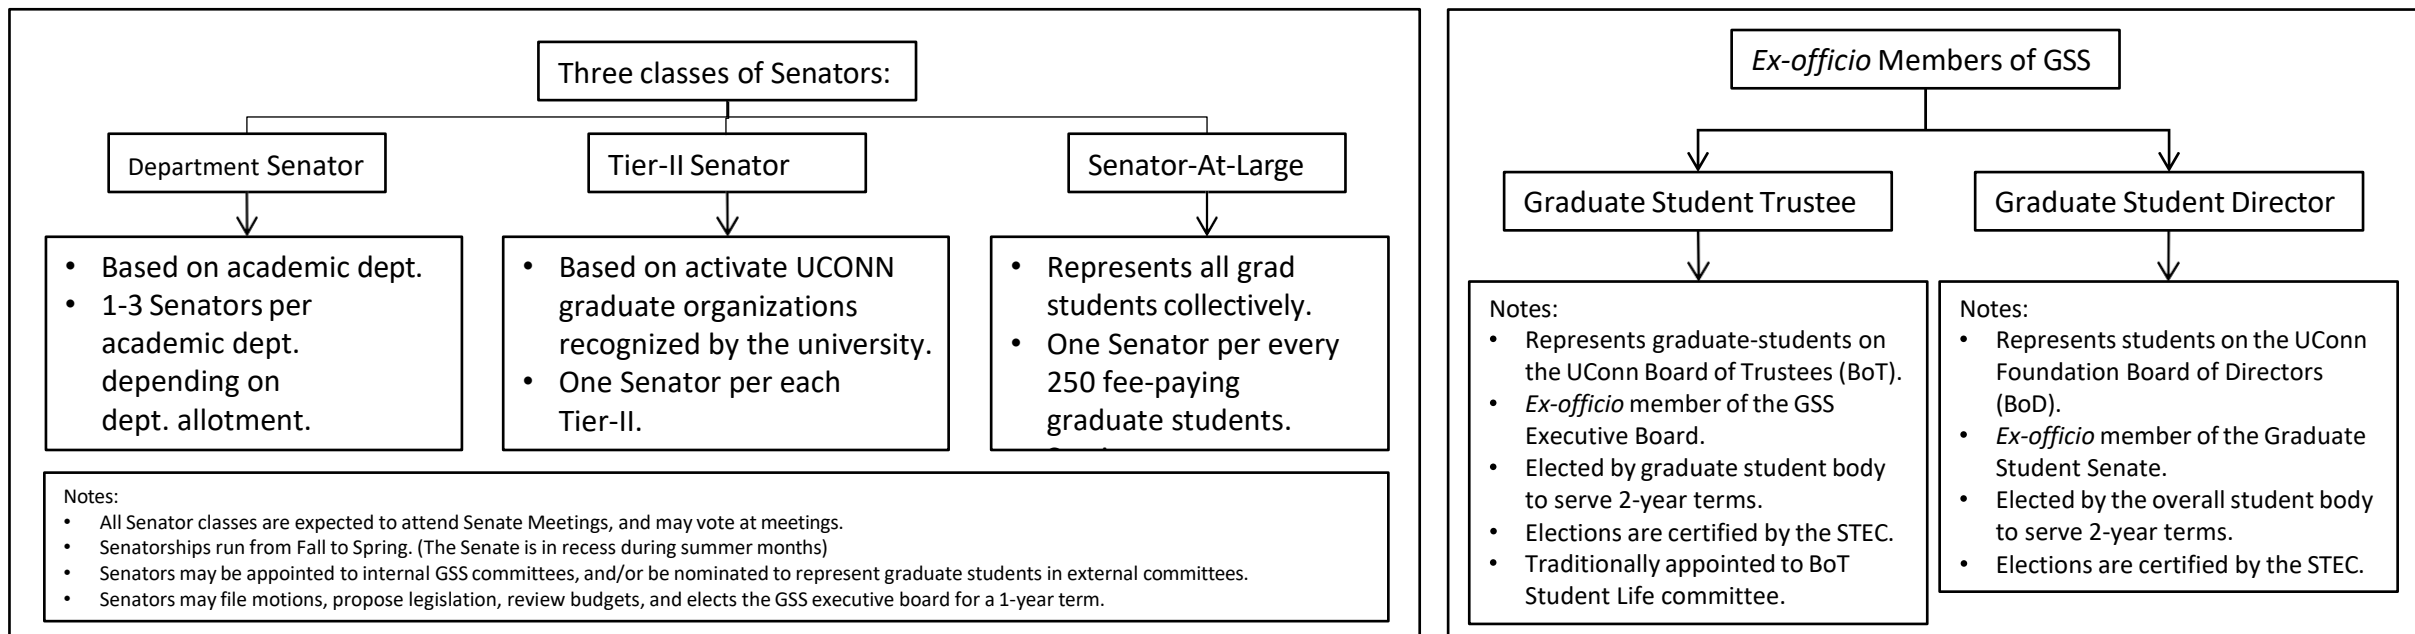 Three classes of Senators:
Department Senator
Tier-II Senator
Senator-At-Large
• Based on academic dept.
• 1-3 Senators per
academic dept.
depending on
dept. allotment.
• Based on activate UCONN
graduate organizations
recognized by the university.
• One Senator per each
Tier-II.
• Represents all grad
students collectively.
• One Senator per every
250 fee-paying
graduate students.
Notes:
• All Senator classes are expected to attend Senate Meetings, and may vote at meetings.
• Senatorships run from Fall to Spring. (The Senate is in recess during summer months)
• Senators may be appointed to internal GSS committees, and/or be nominated to represent graduate students in external committees.
• Senators may file motions, propose legislation, review budgets, and elects the GSS executive board for a 1-year term.
Ex-officio Members of GSS
Graduate Student Trustee
Graduate Student Director
Notes:
• Represents graduate-students on
the UConn Board of Trustees (BoT).
• Ex-officio member of the GSS
Executive Board.
• Elected by graduate student body
to serve 2-year terms.
• Elections are certified by the STEC.
• Traditionally appointed to BoT
Student Life committee.
Notes:
• Represents students on the UConn
Foundation Board of Directors
(BoD).
• Ex-officio member of the Graduate
Student Senate.
• Elected by the overall student body
to serve 2-year terms.
• Elections are certified by the STEC.